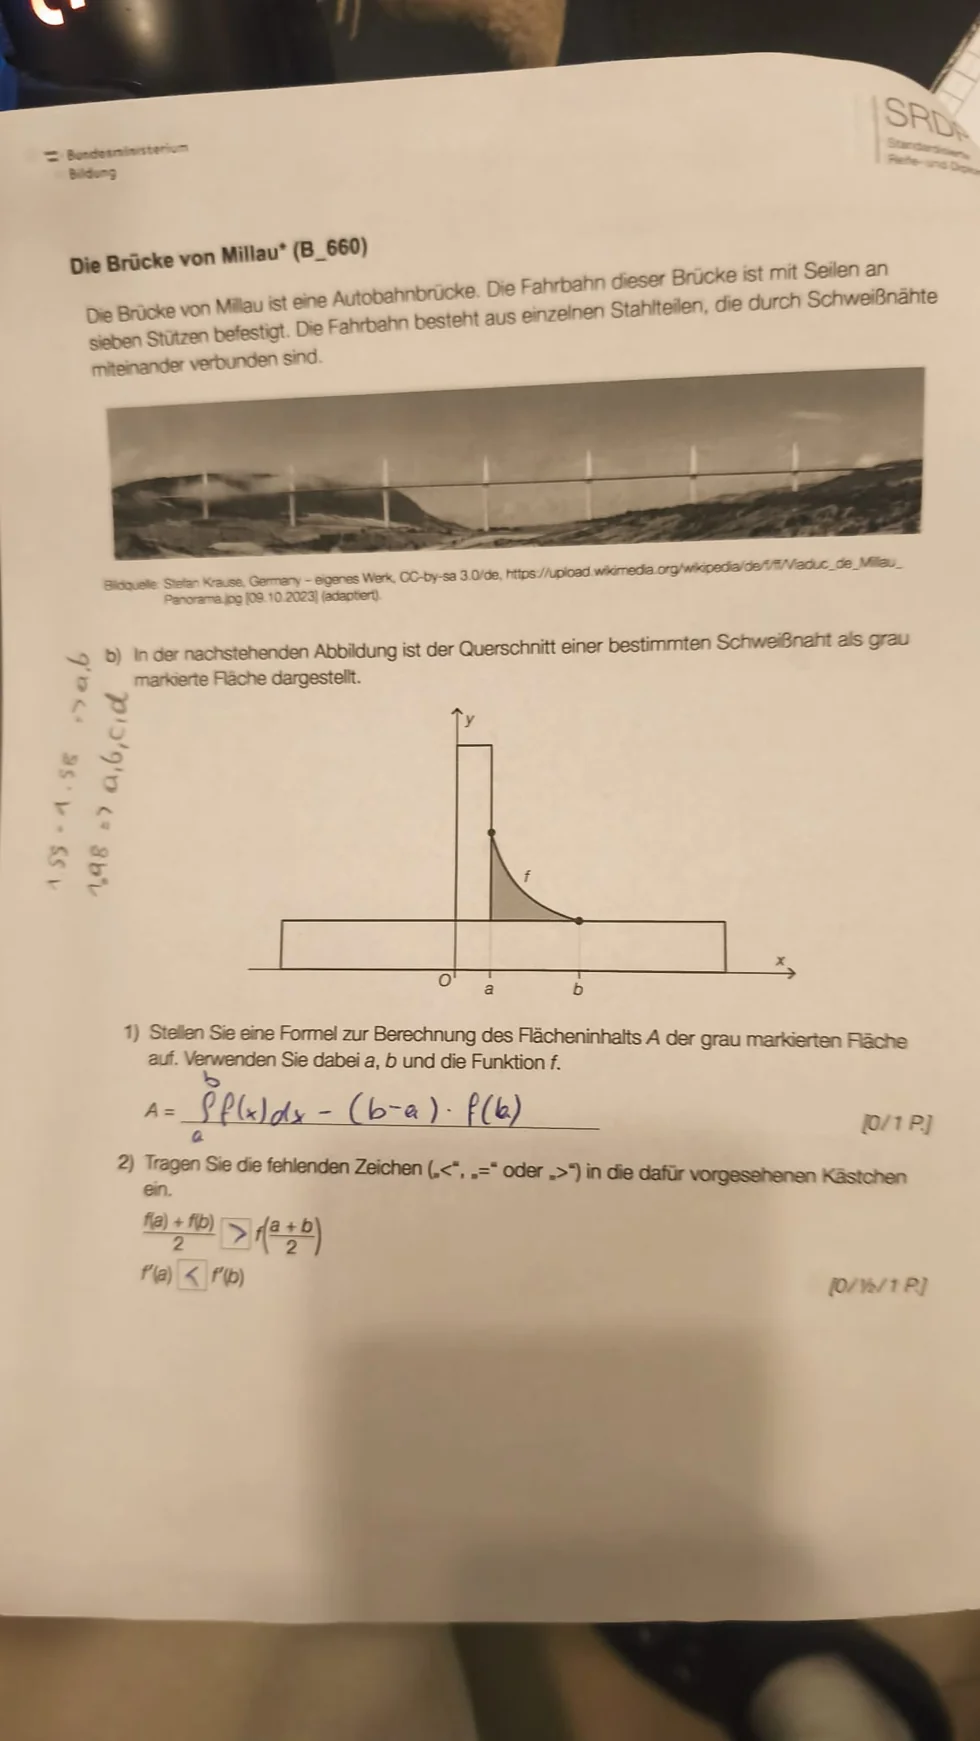 SRD
Bundesministerium
Bildung
Standardisierte
Reife- und
Die Brücke von Millau* (B_660)
Die Brücke von Millau ist eine Autobahnbrücke. Die Fahrbahn dieser Brücke ist mit Seilen an
sieben Stützen befestigt. Die Fahrbahn besteht aus einzelnen Stahlteilen, die durch Schweißnähte
miteinander verbunden sind.
Bildquelle: Stefan Krause, Germany – eigenes Werk, CC-by-sa 3.0/de, https://upload.wikimedia.org/wikipedia/de/f/ff/Viaduc_de_Millau_
Panorama.jpg [09.10.2023] (adaptiert).
b) In der nachstehenden Abbildung ist der Querschnitt einer bestimmten Schweißnaht als grau
markierte Fläche dargestellt.
=> a,b
=> a,b,c,d
y
f
x
O
a
b
1) Stellen Sie eine Formel zur Berechnung des Flächeninhalts A der grau markierten Fläche
auf. Verwenden Sie dabei a, b und die Funktion f.
A = ∫_a^b f(x)dx - (b-a) · f(b)
[0/1 P.]
2) Tragen Sie die fehlenden Zeichen („<“, „=“ oder „>“) in die dafür vorgesehenen Kästchen
ein.
(f(a) + f(b))/2 > f((a + b)/2)
f'(a) < f'(b)
[0/½/1 P.]